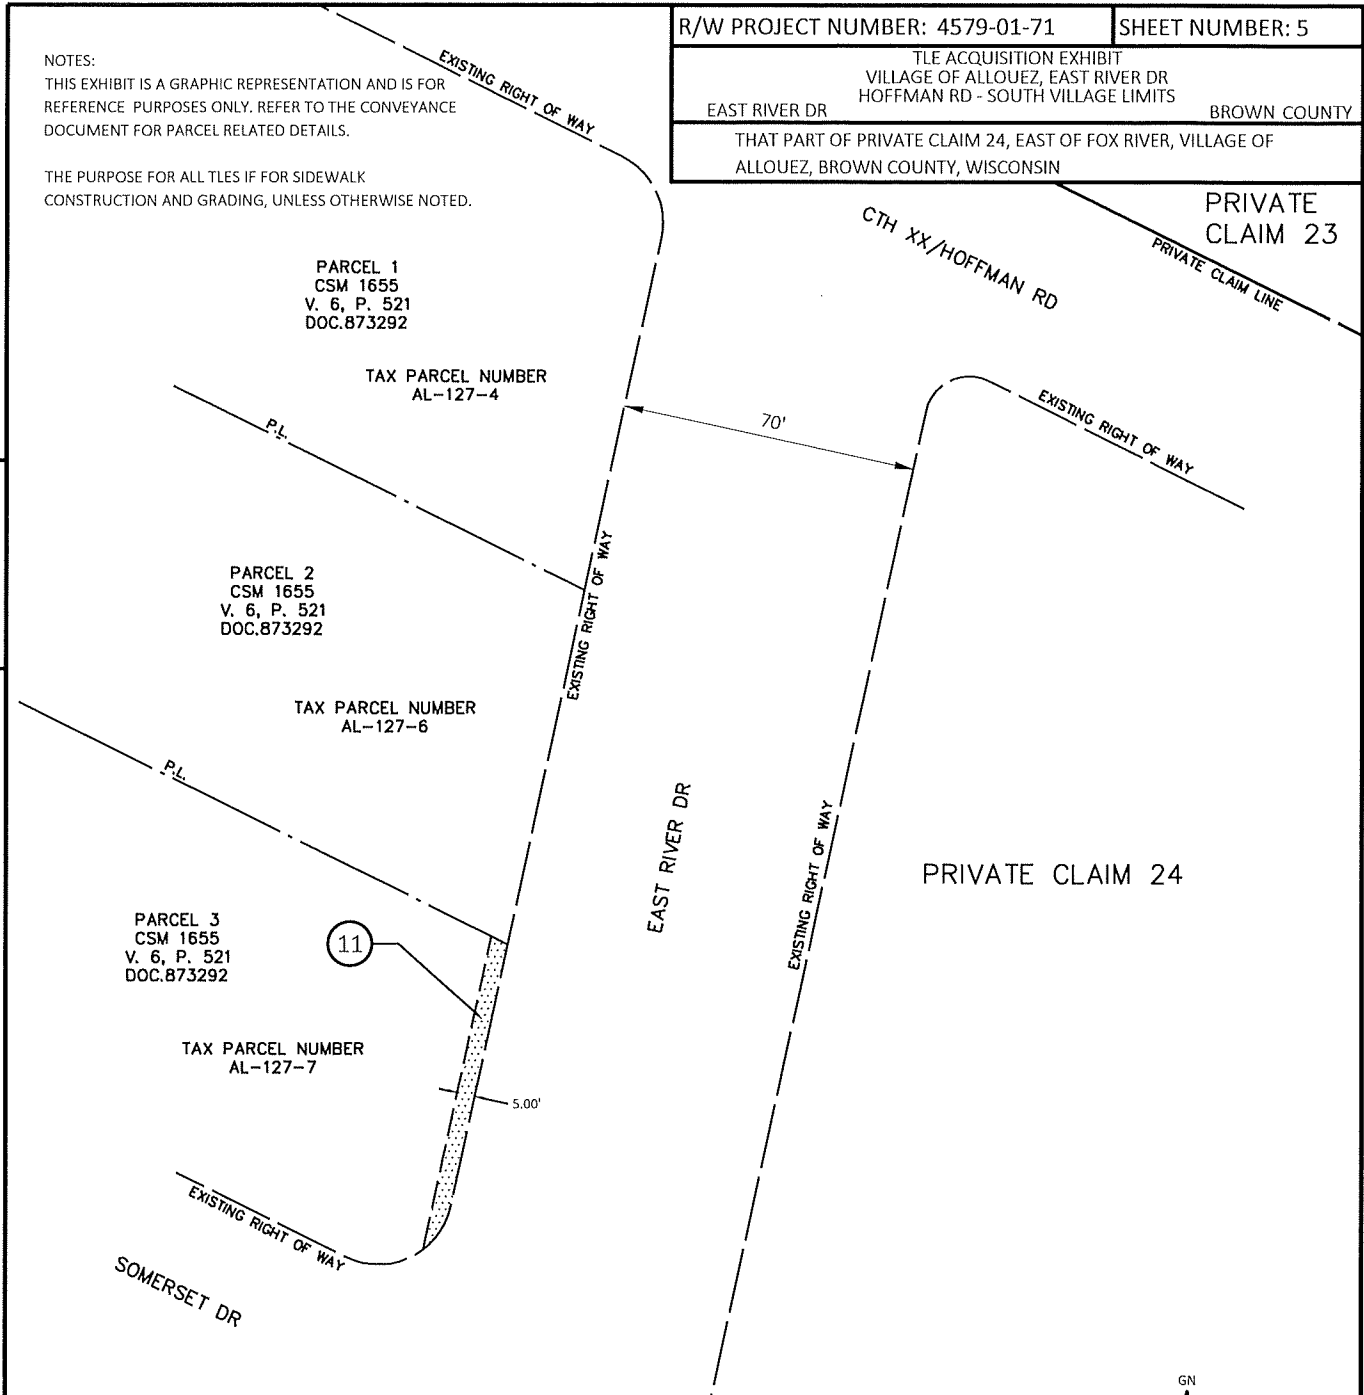 R/W PROJECT NUMBER: 4579-01-71
SHEET NUMBER: 5
TLE ACQUISITION EXHIBIT
VILLAGE OF ALLOUEZ, EAST RIVER DR
HOFFMAN RD - SOUTH VILLAGE LIMITS
EAST RIVER DR
BROWN COUNTY
THAT PART OF PRIVATE CLAIM 24, EAST OF FOX RIVER, VILLAGE OF
ALLOUEZ, BROWN COUNTY, WISCONSIN
NOTES:
THIS EXHIBIT IS A GRAPHIC REPRESENTATION AND IS FOR
REFERENCE PURPOSES ONLY. REFER TO THE CONVEYANCE
DOCUMENT FOR PARCEL RELATED DETAILS.
THE PURPOSE FOR ALL TLES IF FOR SIDEWALK
CONSTRUCTION AND GRADING, UNLESS OTHERWISE NOTED.
EXISTING RIGHT OF WAY
PRIVATE
CLAIM 23
PRIVATE CLAIM LINE
CTH XX/HOFFMAN RD
PARCEL 1
CSM 1655
V. 6, P. 521
DOC.873292
TAX PARCEL NUMBER
AL-127-4
70'
EXISTING RIGHT OF WAY
P.L.
EXISTING RIGHT OF WAY
PARCEL 2
CSM 1655
V. 6, P. 521
DOC.873292
TAX PARCEL NUMBER
AL-127-6
P.L.
EAST RIVER DR
EXISTING RIGHT OF WAY
PRIVATE CLAIM 24
PARCEL 3
CSM 1655
V. 6, P. 521
DOC.873292
11
TAX PARCEL NUMBER
AL-127-7
5.00'
EXISTING RIGHT OF WAY
SOMERSET DR
GN